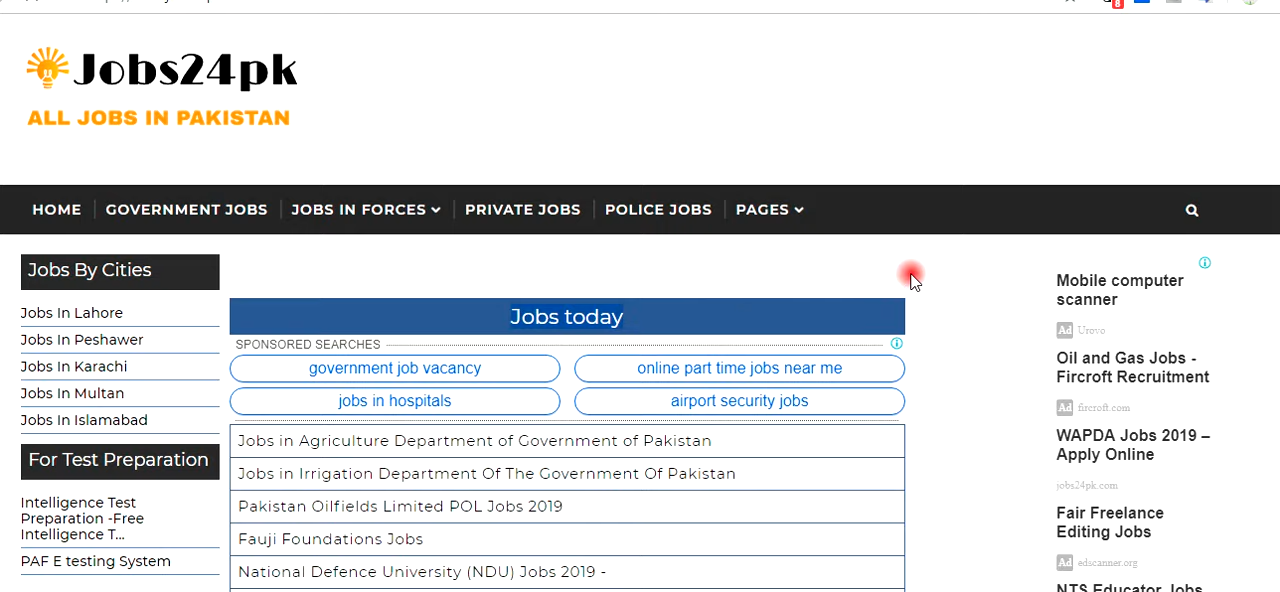 8
Jobs24pk
ALL JOBS IN PAKISTAN
HOME
GOVERNMENT JOBS
JOBS IN FORCES
PRIVATE JOBS
POLICE JOBS
PAGES
Jobs By Cities
Jobs In Lahore
Jobs In Peshawer
Jobs In Karachi
Jobs In Multan
Jobs In Islamabad
For Test Preparation
Intelligence Test
Preparation -Free
Intelligence T...
PAF E testing System
Jobs today
SPONSORED SEARCHES
government job vacancy
online part time jobs near me
jobs in hospitals
airport security jobs
Jobs in Agriculture Department of Government of Pakistan
Jobs in Irrigation Department Of The Government Of Pakistan
Pakistan Oilfields Limited POL Jobs 2019
Fauji Foundations Jobs
National Defence University (NDU) Jobs 2019 -
Mobile computer
scanner
Ad Urovo
Oil and Gas Jobs -
Fircroft Recruitment
Ad fircroft.com
WAPDA Jobs 2019 –
Apply Online
jobs24pk.com
Fair Freelance
Editing Jobs
Ad edscanner.org
NTS Educator Jobs